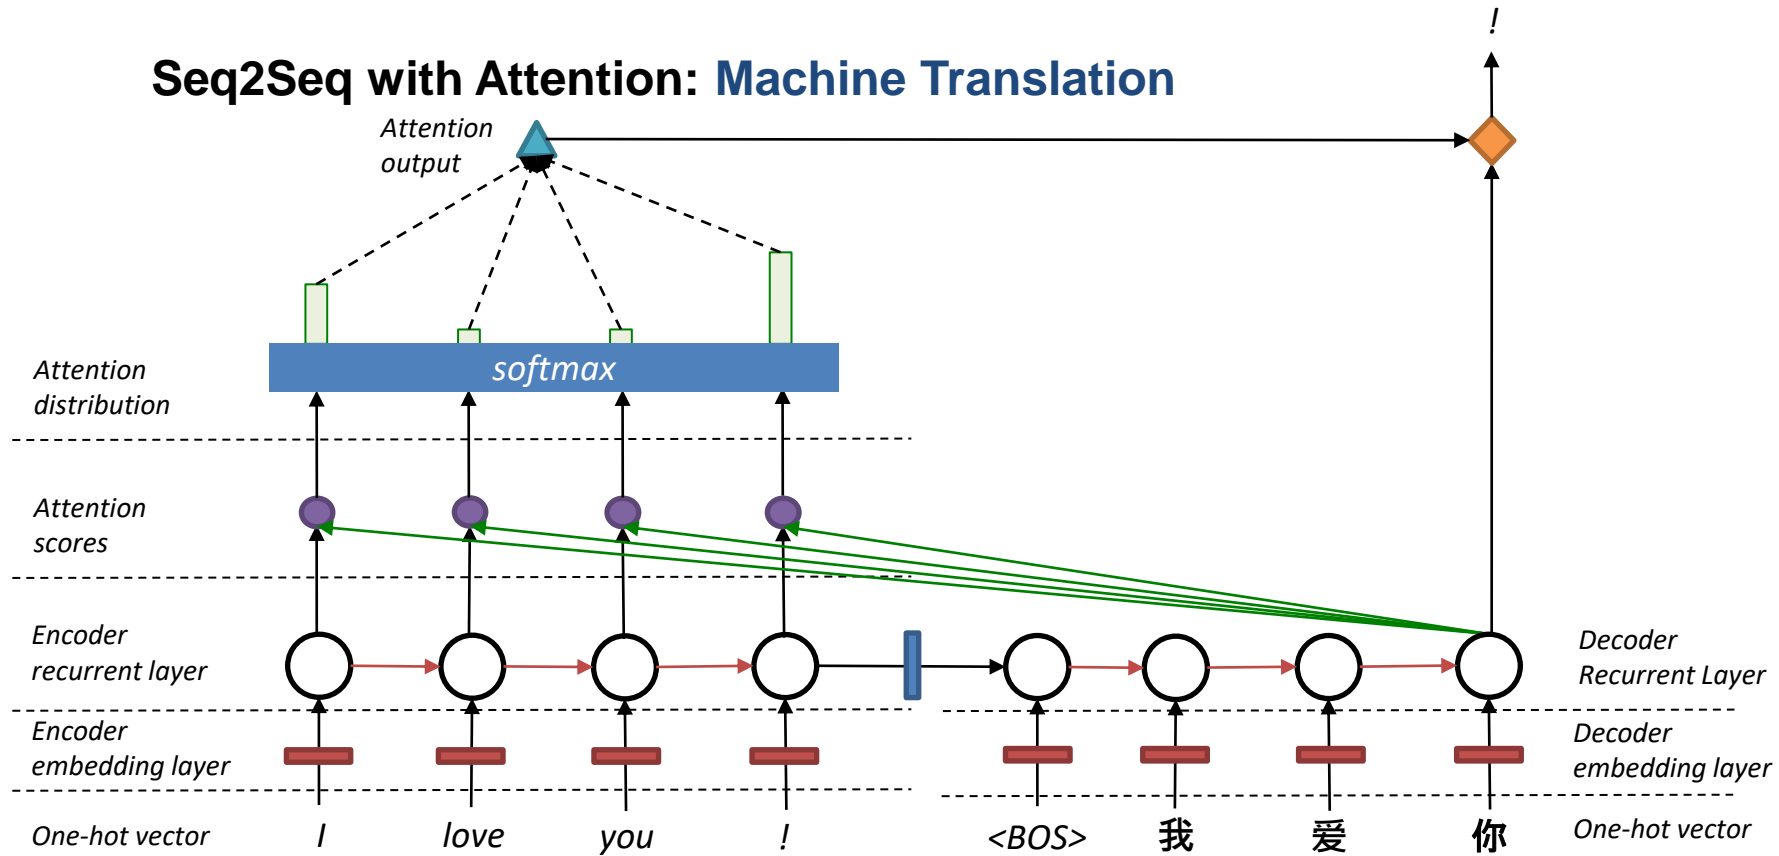 !
Seq2Seq with Attention: Machine Translation
Attention
output
softmax
Attention
distribution
Attention
scores
Encoder
recurrent layer
Decoder
Recurrent Layer
Encoder
embedding layer
Decoder
embedding layer
One-hot vector I love you ! <BOS> 我 爱 你 One-hot vector